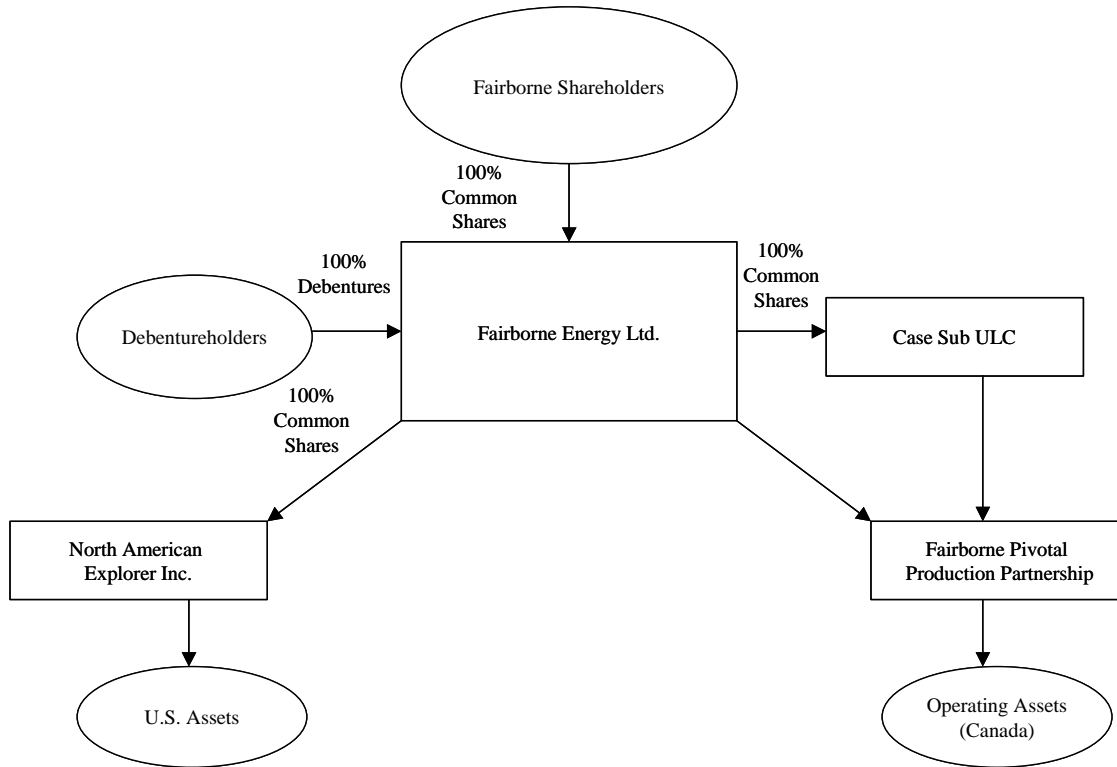 Fairborne Shareholders
100%
Common
Shares
100%
Debentures
100%
Common
Shares
Debentureholders
Fairborne Energy Ltd.
Case Sub ULC
100%
Common
Shares
North American
Explorer Inc.
Fairborne Pivotal
Production Partnership
U.S. Assets
Operating Assets
(Canada)